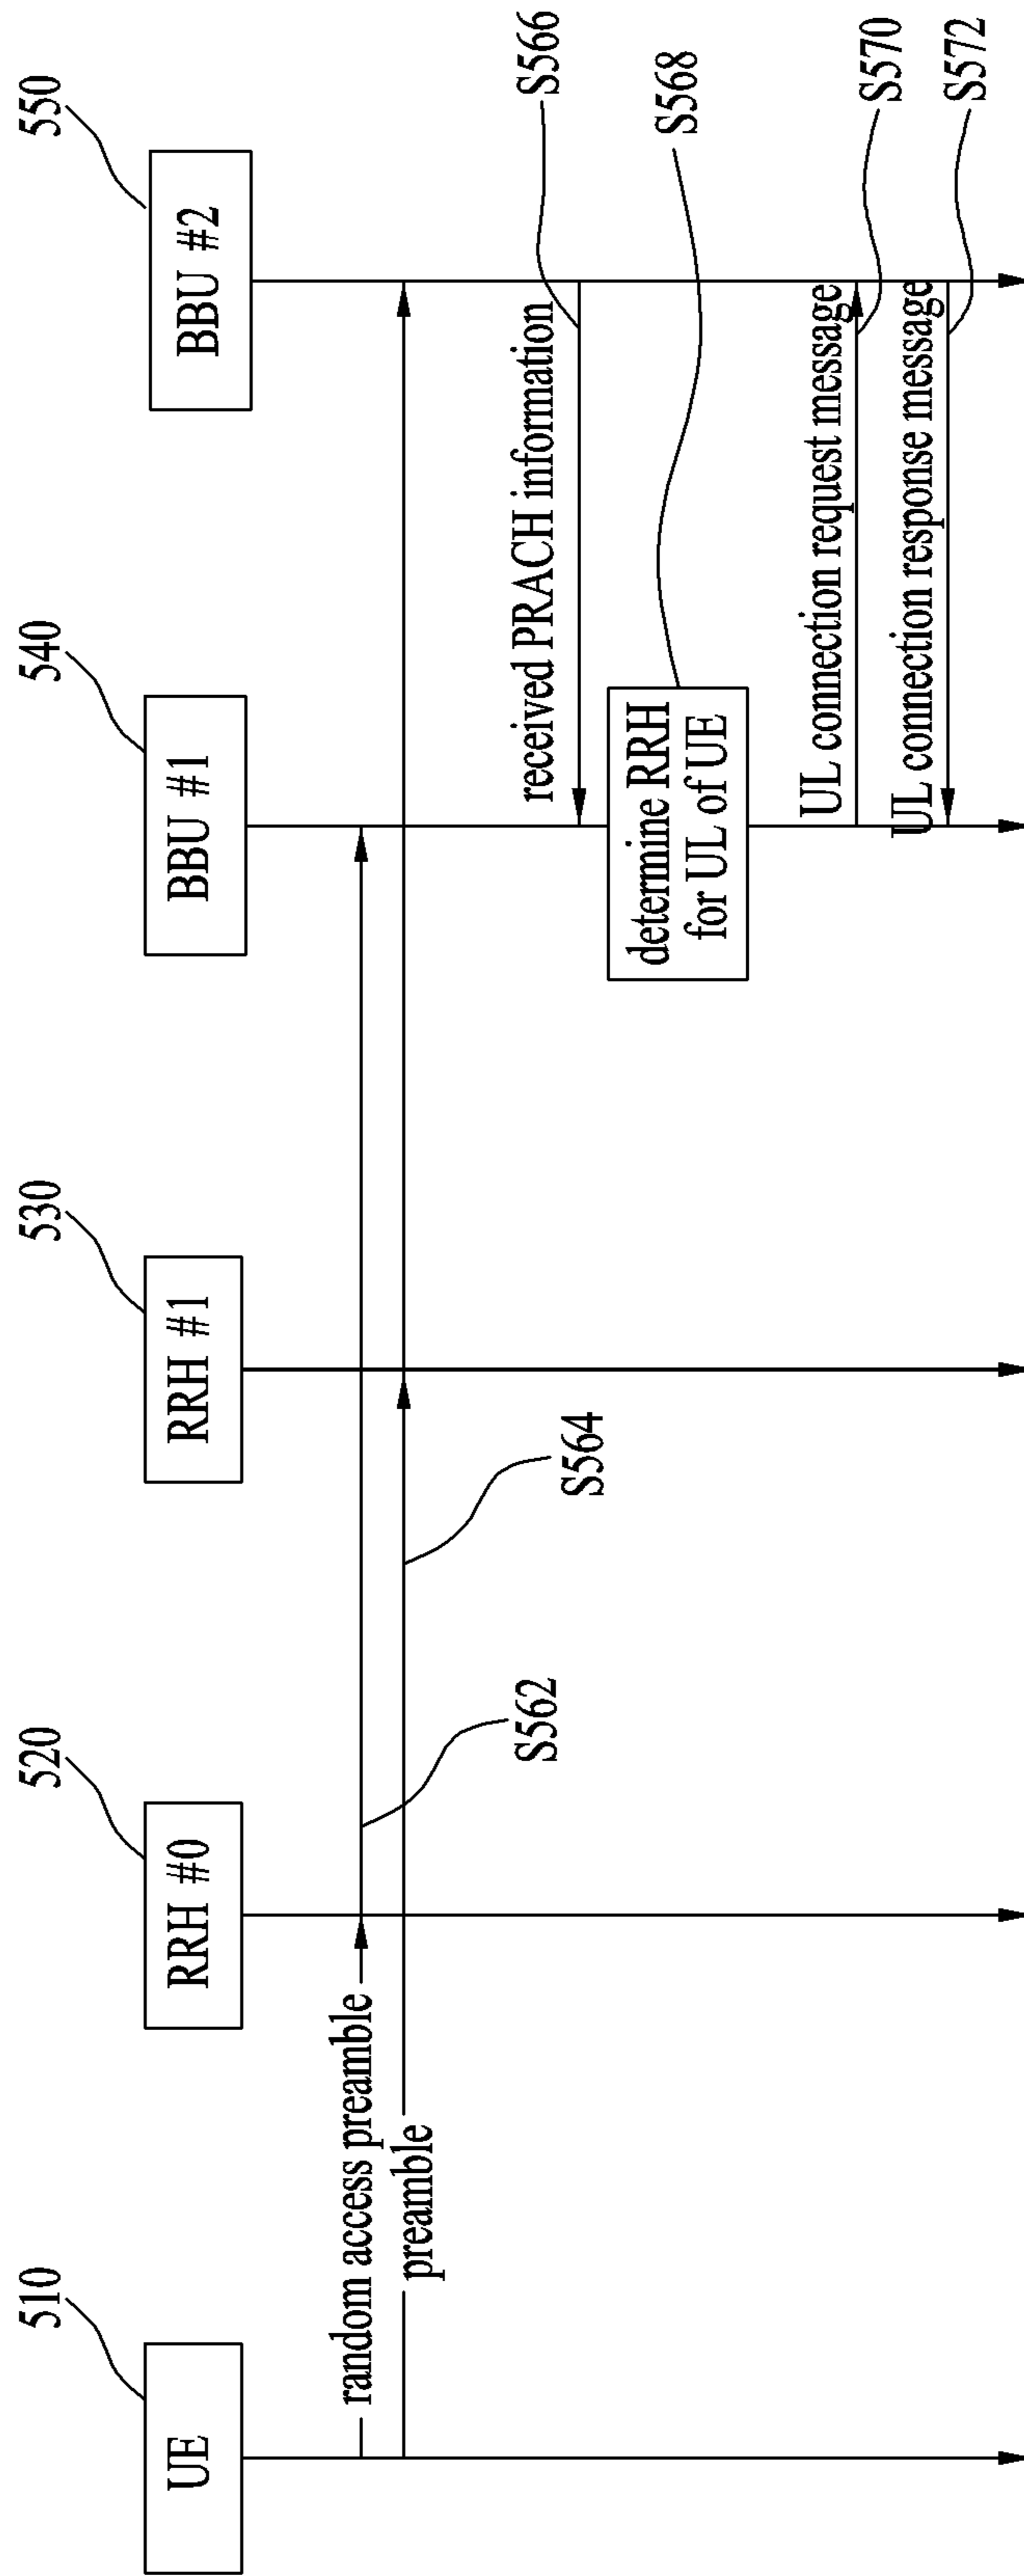 510
520
530
540
550
UE
RRH #0
RRH #1
BBU #1
BBU #2
random access preamble
preamble
S562
S564
received PRACH information
S566
determine RRH
for UL of UE
S568
UL connection request message
S570
UL connection response message
S572